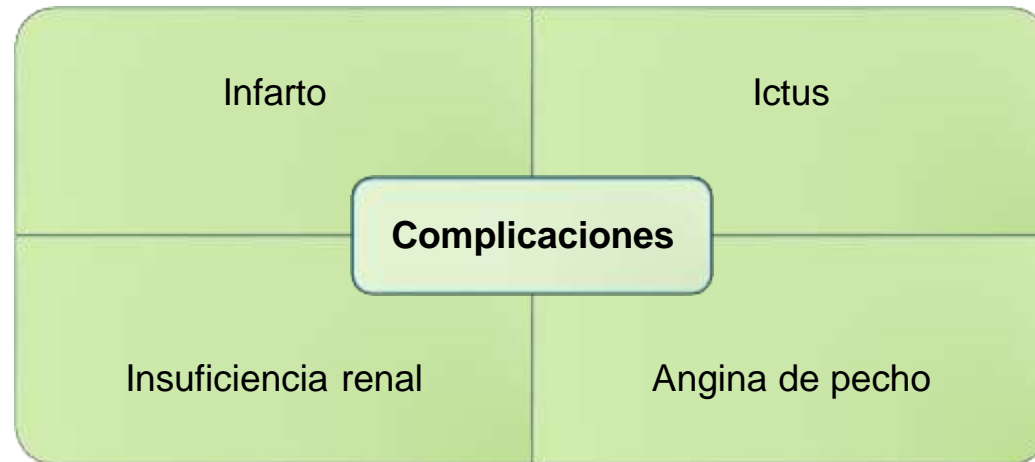 Infarto
Ictus
Complicaciones
Insuficiencia renal
Angina de pecho